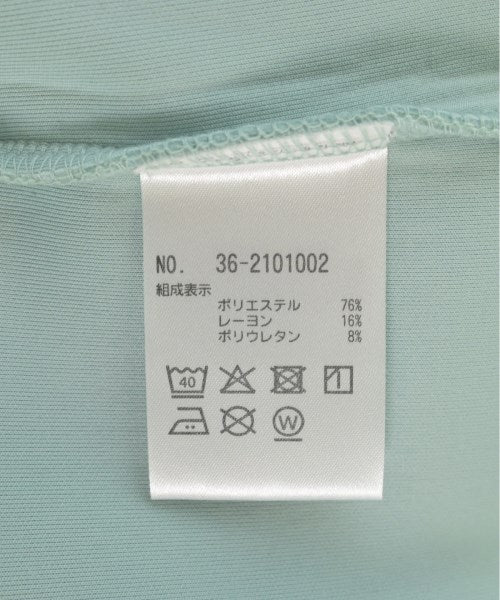 NO. 36-2101002
組成表示
ポリエステル 76%
レーヨン 16%
ポリウレタン 8%
40
W